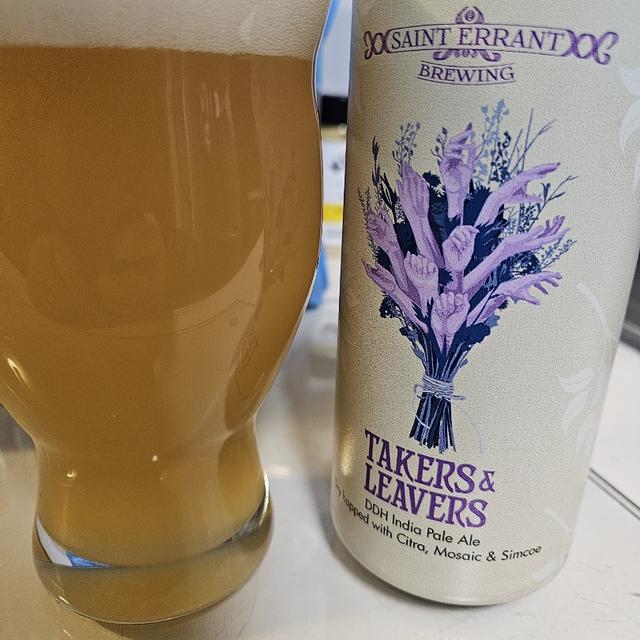 SAINT ERRANT
BREWING
TAKERS &
LEAVERS
DDH India Pale Ale
hopped with Citra, Mosaic & Simcoe